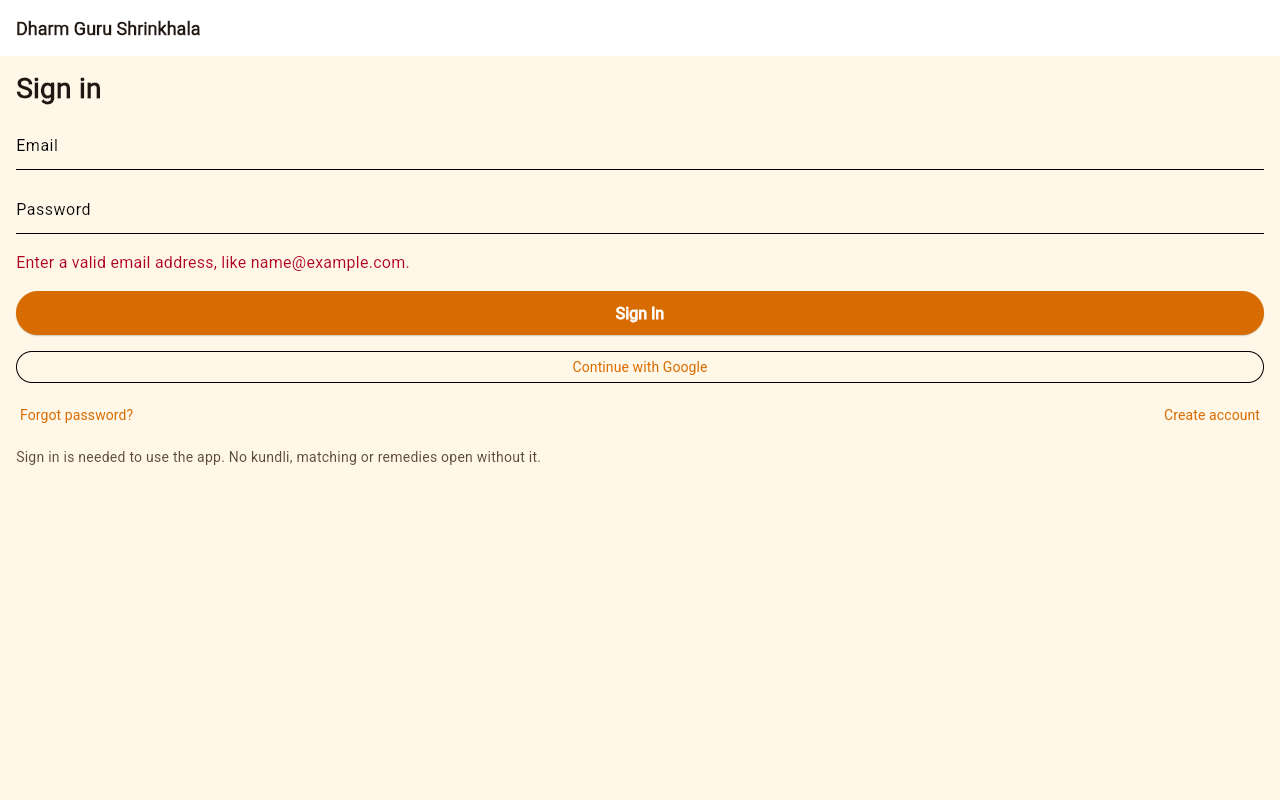 Dharm Guru Shrinkhala
Sign in
Email
Password
Enter a valid email address, like name@example.com.
Sign In
Continue with Google
Forgot password?
Create account
Sign in is needed to use the app. No kundli, matching or remedies open without it.